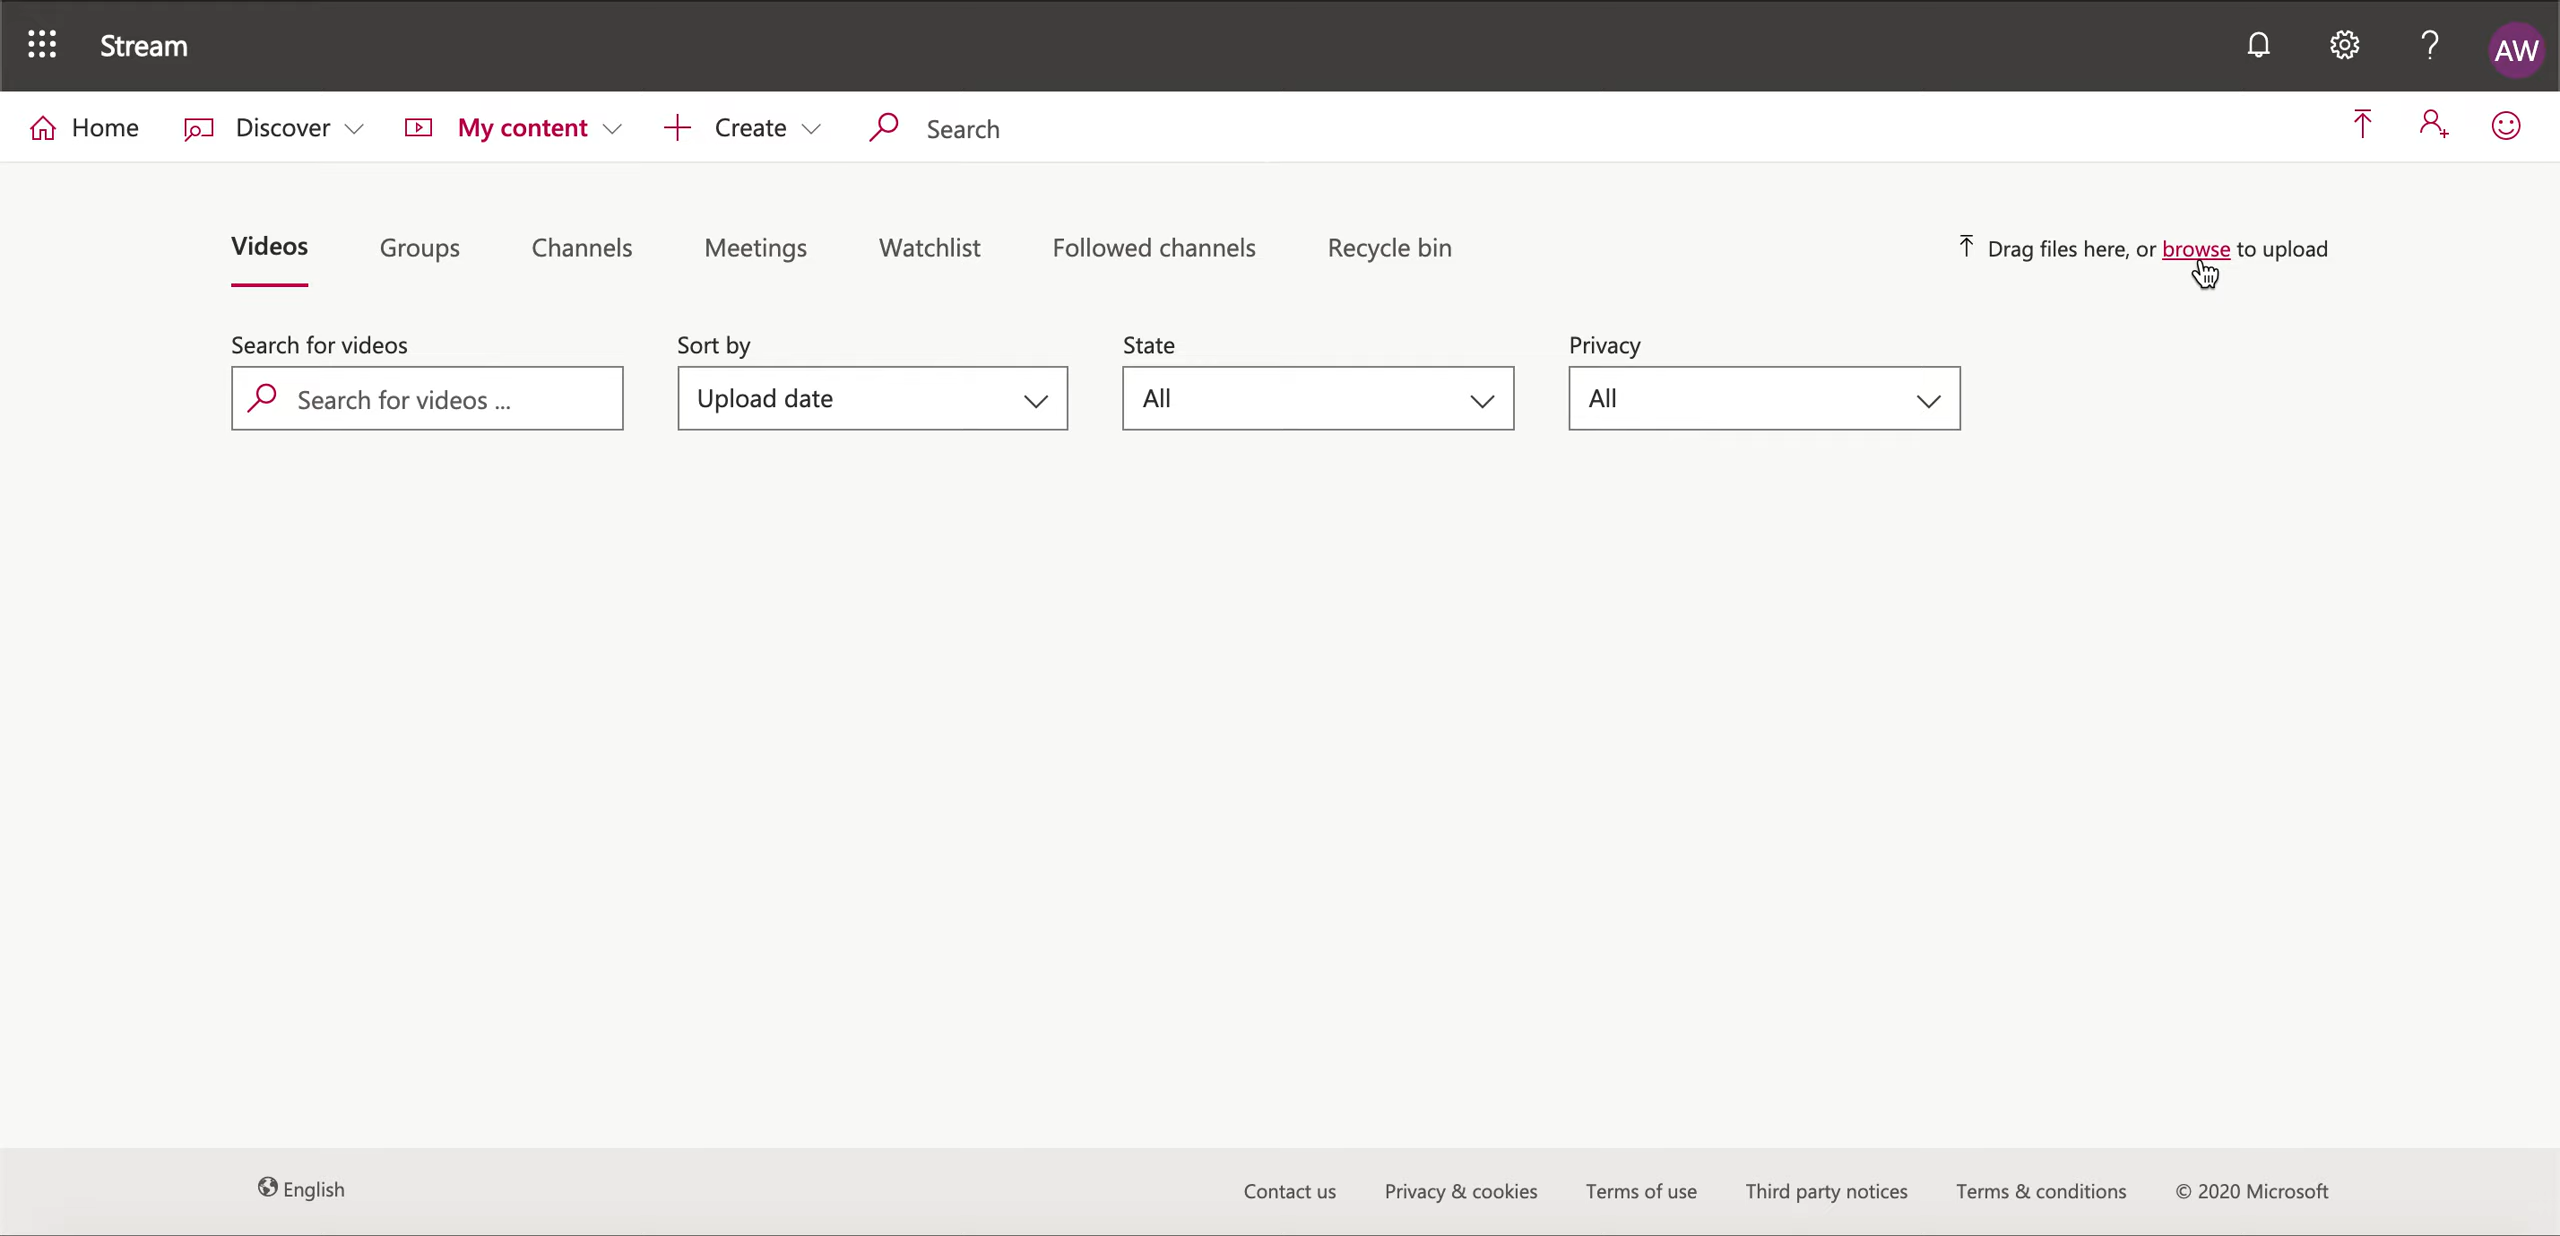 Stream
AW
Home Discover My content Create Search
Videos Groups Channels Meetings Watchlist Followed channels Recycle bin Drag files here, or browse to upload
Search for videos Sort by State Privacy
Search for videos ... Upload date All All
English Contact us Privacy & cookies Terms of use Third party notices Terms & conditions © 2020 Microsoft